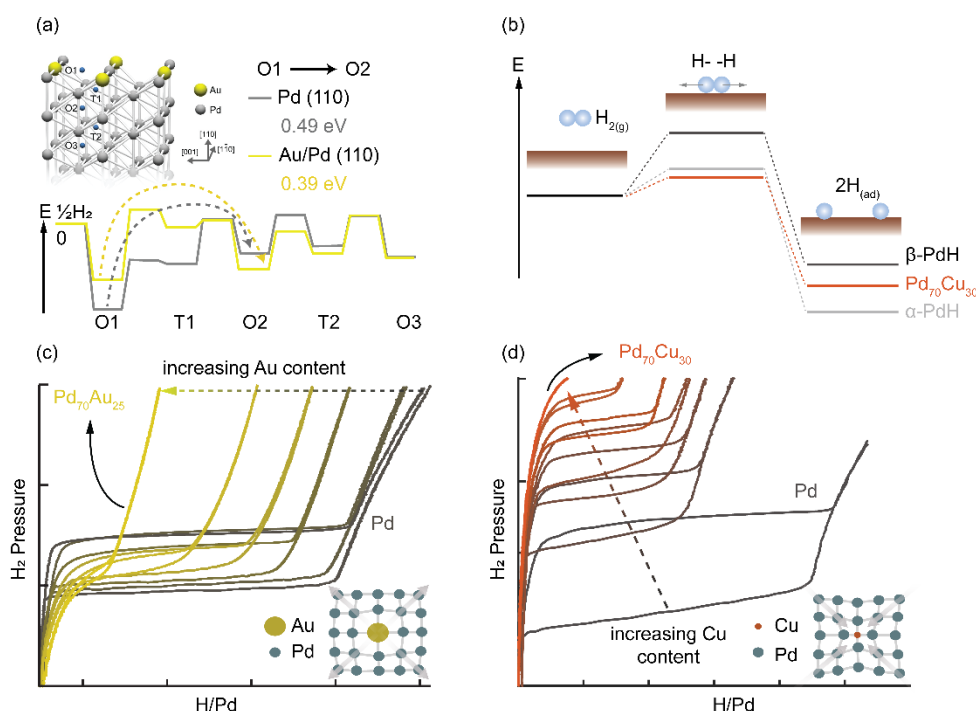 (a)
O1
T1
O2
T2
O3
Au
Pd
[110]
[001]
[11̅0]
O1 → O2
Pd (110)
0.49 eV
Au/Pd (110)
0.39 eV
E ½H₂
0
O1 T1 O2 T2 O3
(b)
E
H- -H
H2(g)
2H(ad)
β-PdH
Pd70Cu30
α-PdH
(c)
increasing Au content
Pd70Au25
Pd
H₂ Pressure
Au
Pd
H/Pd
(d)
Pd70Cu30
Pd
H₂ Pressure
increasing Cu
content
Cu
Pd
H/Pd